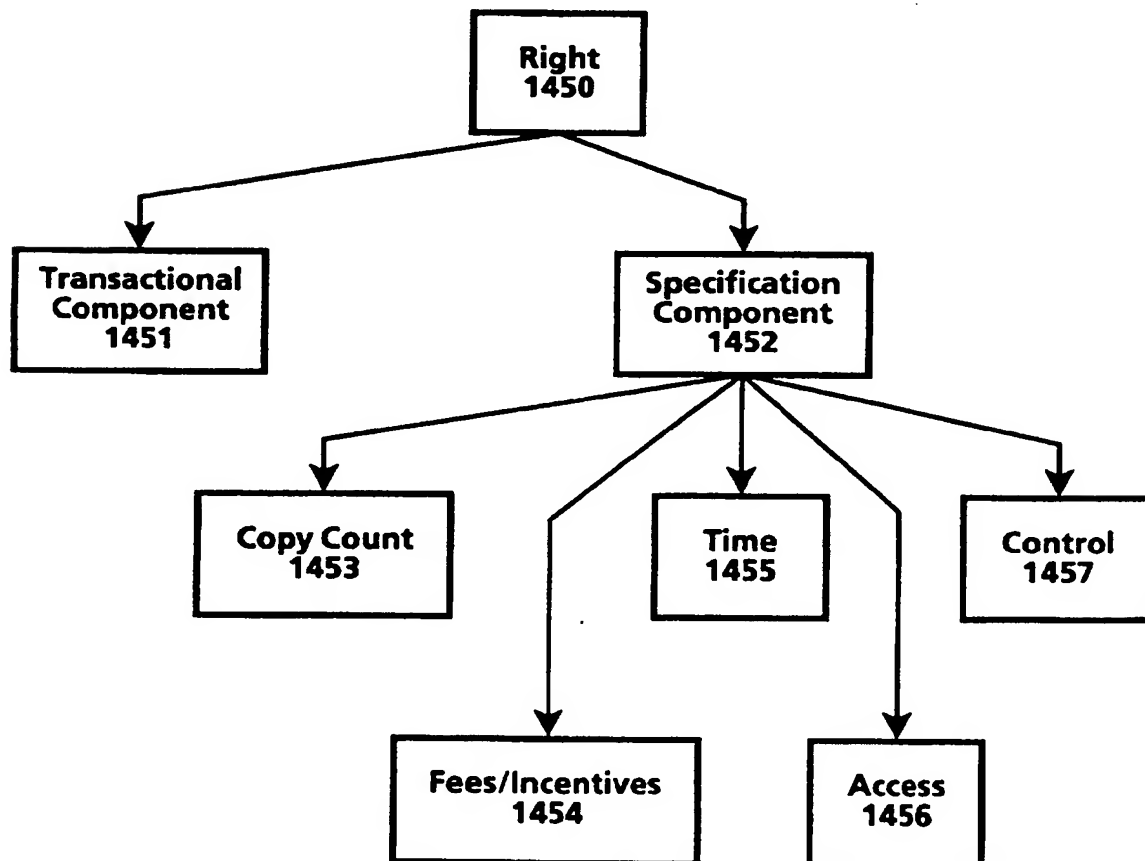 Right
1450
Transactional
Component
1451
Specification
Component
1452
Copy Count
1453
Time
1455
Control
1457
Fees/Incentives
1454
Access
1456